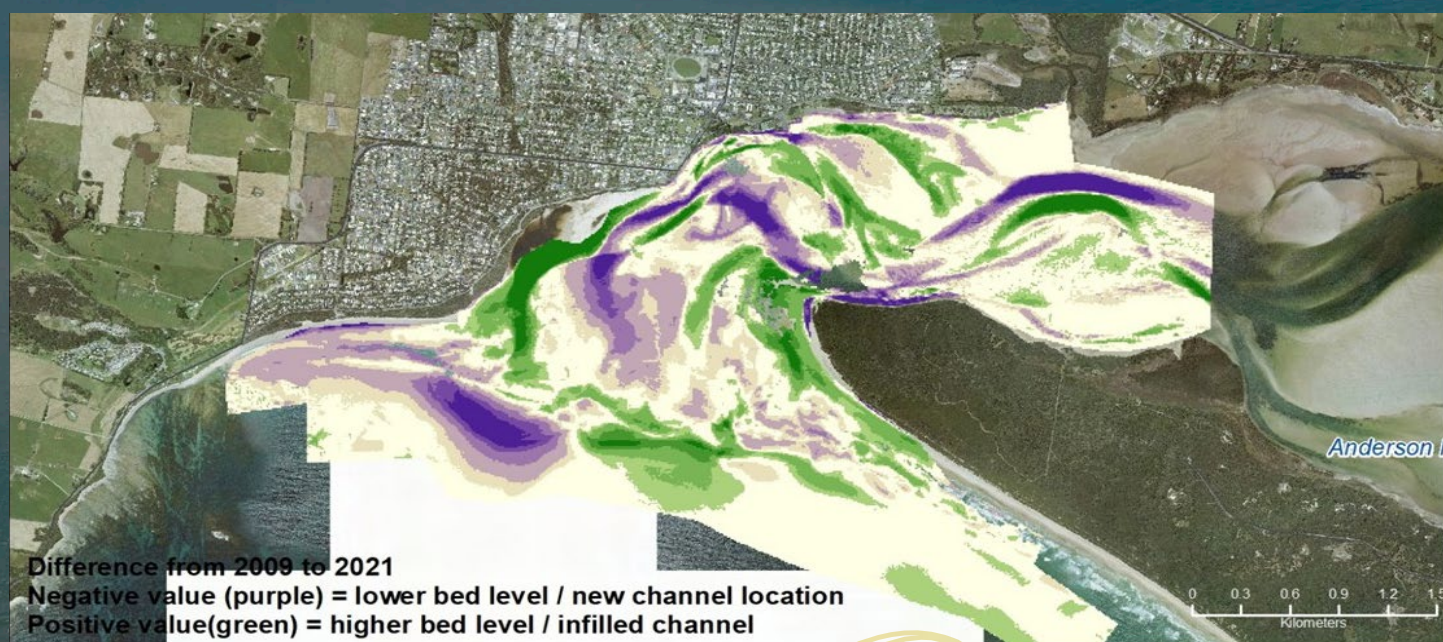 Anderson
0 0.3 0.6 0.9 1.2 1.5
Kilometers
Difference from 2009 to 2021
Negative value (purple) = lower bed level / new channel location
Positive value(green) = higher bed level / infilled channel